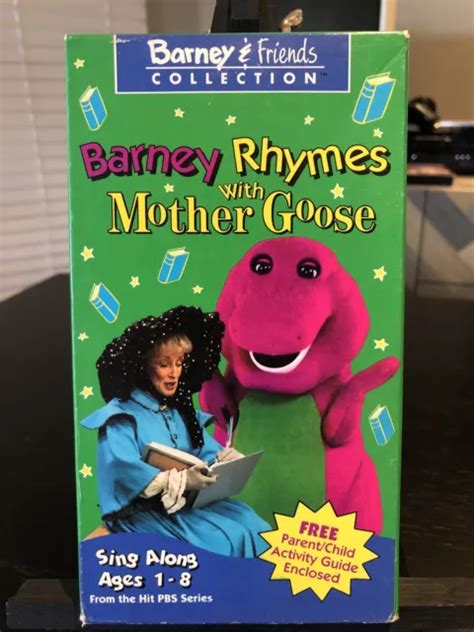 Barney & Friends
COLLECTION™
Barney Rhymes
with
Mother Goose
FREE
Parent/Child
Activity Guide
Enclosed
Sing Along
Ages 1-8
From the Hit PBS Series